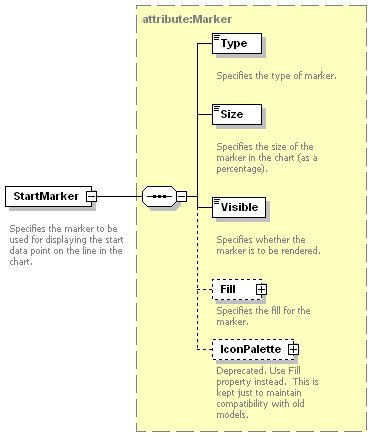 attribute:Marker
Type
Specifies the type of marker.
Size
Specifies the size of the
marker in the chart (as a
percentage).
StartMarker
Specifies the marker to be
used for displaying the start
data point on the line in the
chart.
Visible
Specifies whether the
marker is to be rendered.
Fill
Specifies the fill for the
marker.
IconPalette
Deprecated. Use Fill
property instead. This is
kept just to maintain
compatibility with old
models.